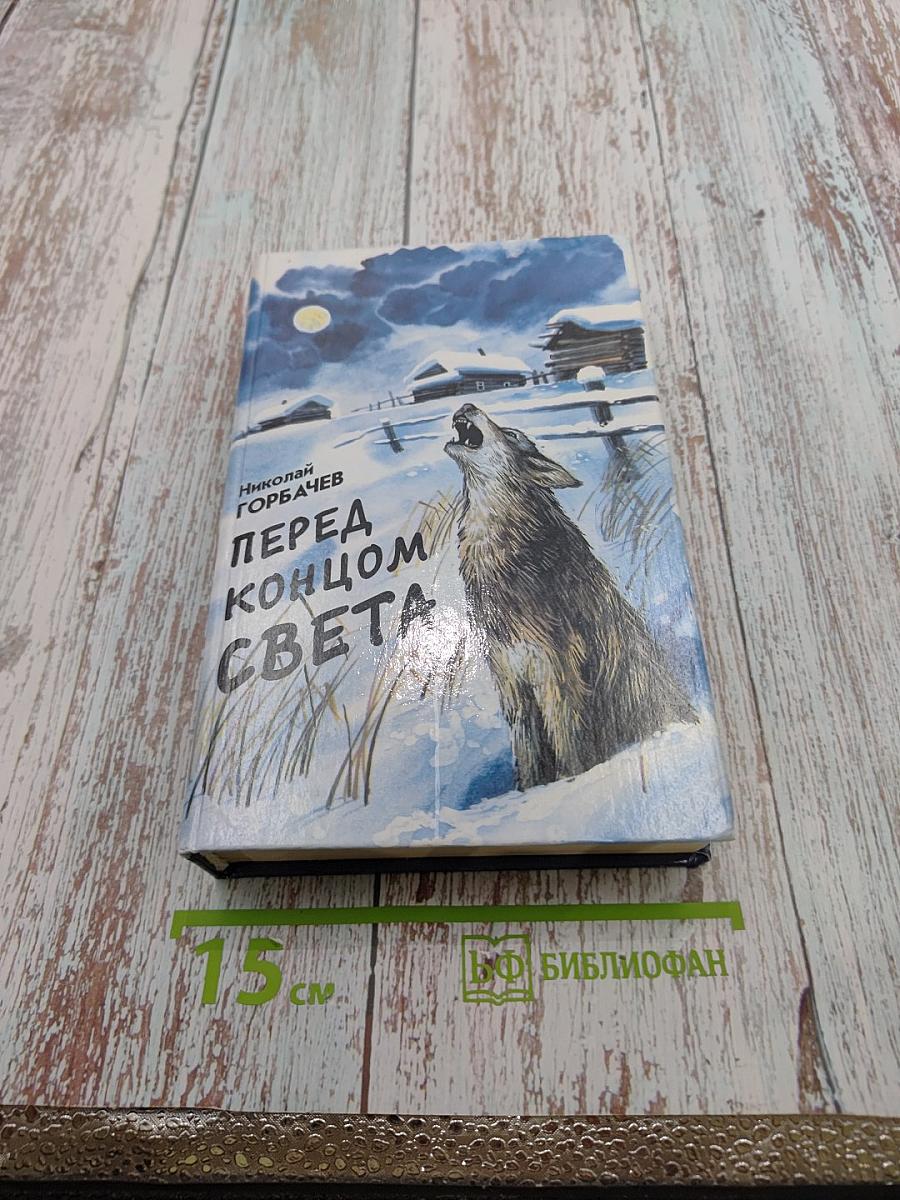 Николай
ГОРБАЧЕВ
ПЕРЕД
КОНЦОМ
СВЕТА
15 см
БФ БИБЛИОФАН